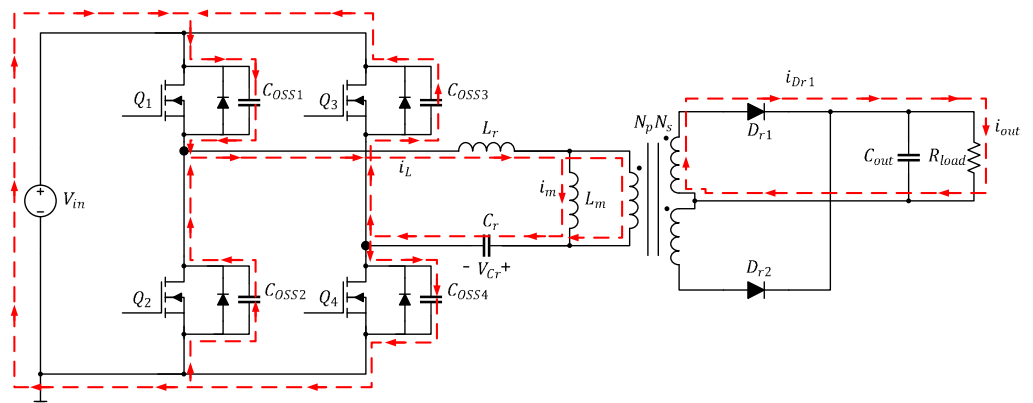 i_Dr1
Q_1 C_OSS1 Q_3 C_OSS3
N_p N_s
D_r1
i_out
L_r
C_out R_load
i_L
i_m L_m
V_in
+
−
C_r
- V_Cr +
D_r2
Q_2 C_OSS2 Q_4 C_OSS4